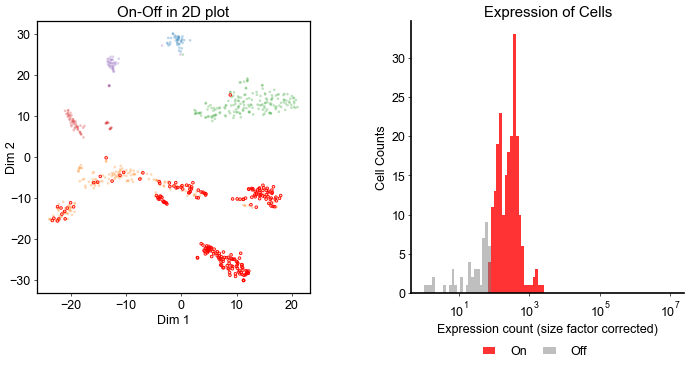 On-Off in 2D plot
30
20
10
0
−10
−20
−30
Dim 2
−20 −10 0 10 20
Dim 1
Expression of Cells
30
25
20
15
10
5
0
Cell Counts
10^1 10^3 10^5 10^7
Expression count (size factor corrected)
On Off